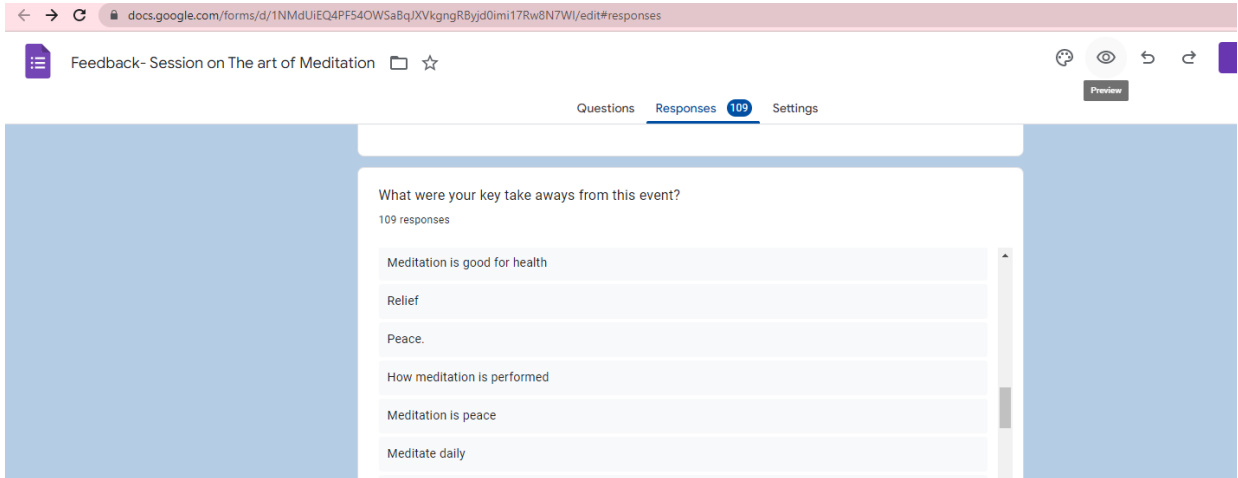 docs.google.com/forms/d/1NMdUiEQ4PF54OWSaBqJXVkgngRByjd0imi17Rw8N7WI/edit#responses
Feedback- Session on The art of Meditation
Preview
Questions Responses 109 Settings
What were your key take aways from this event?
109 responses
Meditation is good for health
Relief
Peace.
How meditation is performed
Meditation is peace
Meditate daily